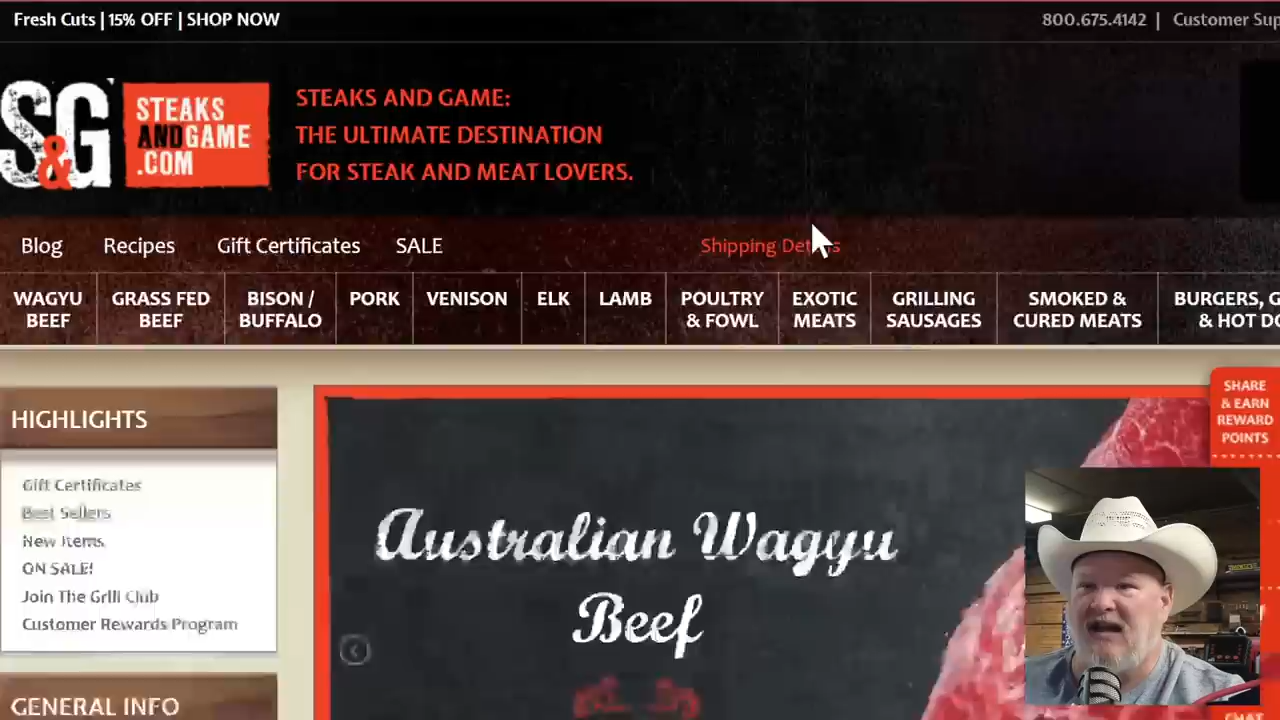 Fresh Cuts | 15% OFF | SHOP NOW
800.675.4142 | Customer
S&G
STEAKS
ANDGAME
.COM
STEAKS AND GAME:
THE ULTIMATE DESTINATION
FOR STEAK AND MEAT LOVERS.
Blog Recipes Gift Certificates SALE Shipping
WAGYU BEEF
GRASS FED BEEF
BISON / BUFFALO
PORK
VENISON
ELK
LAMB
POULTRY & FOWL
EXOTIC MEATS
GRILLING SAUSAGES
SMOKED & CURED MEATS
BURGERS,
& HOT
HIGHLIGHTS
Gift Certificates
Best Sellers
New Items
ON SALE!
Join The Grill Club
Customer Rewards Program
GENERAL INFO
Australian Wagyu
Beef
SHARE
& EARN
REWARD
POINTS
CHAT